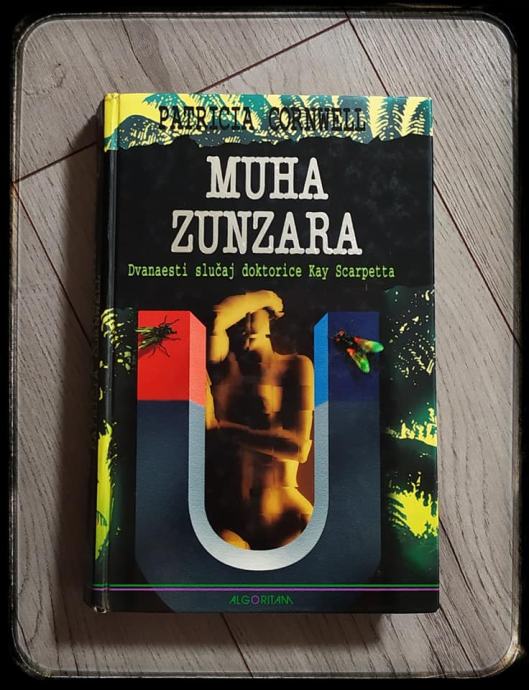 PATRICIA CORNWELL
MUHA
ZUNZARA
Dvanaesti slučaj doktorice Kay Scarpetta
ALGORITAM